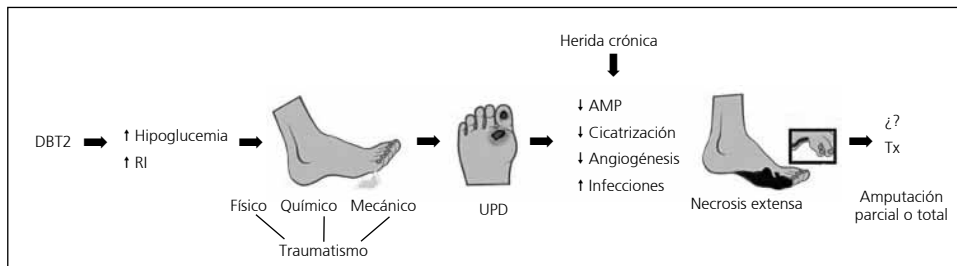 DBT2
↑ Hipoglucemia
↑ RI
Físico Químico Mecánico
Traumatismo
UPD
Herida crónica
↓ AMP
↓ Cicatrización
↓ Angiogénesis
↑ Infecciones
Necrosis extensa
¿?
Tx
Amputación
parcial o total